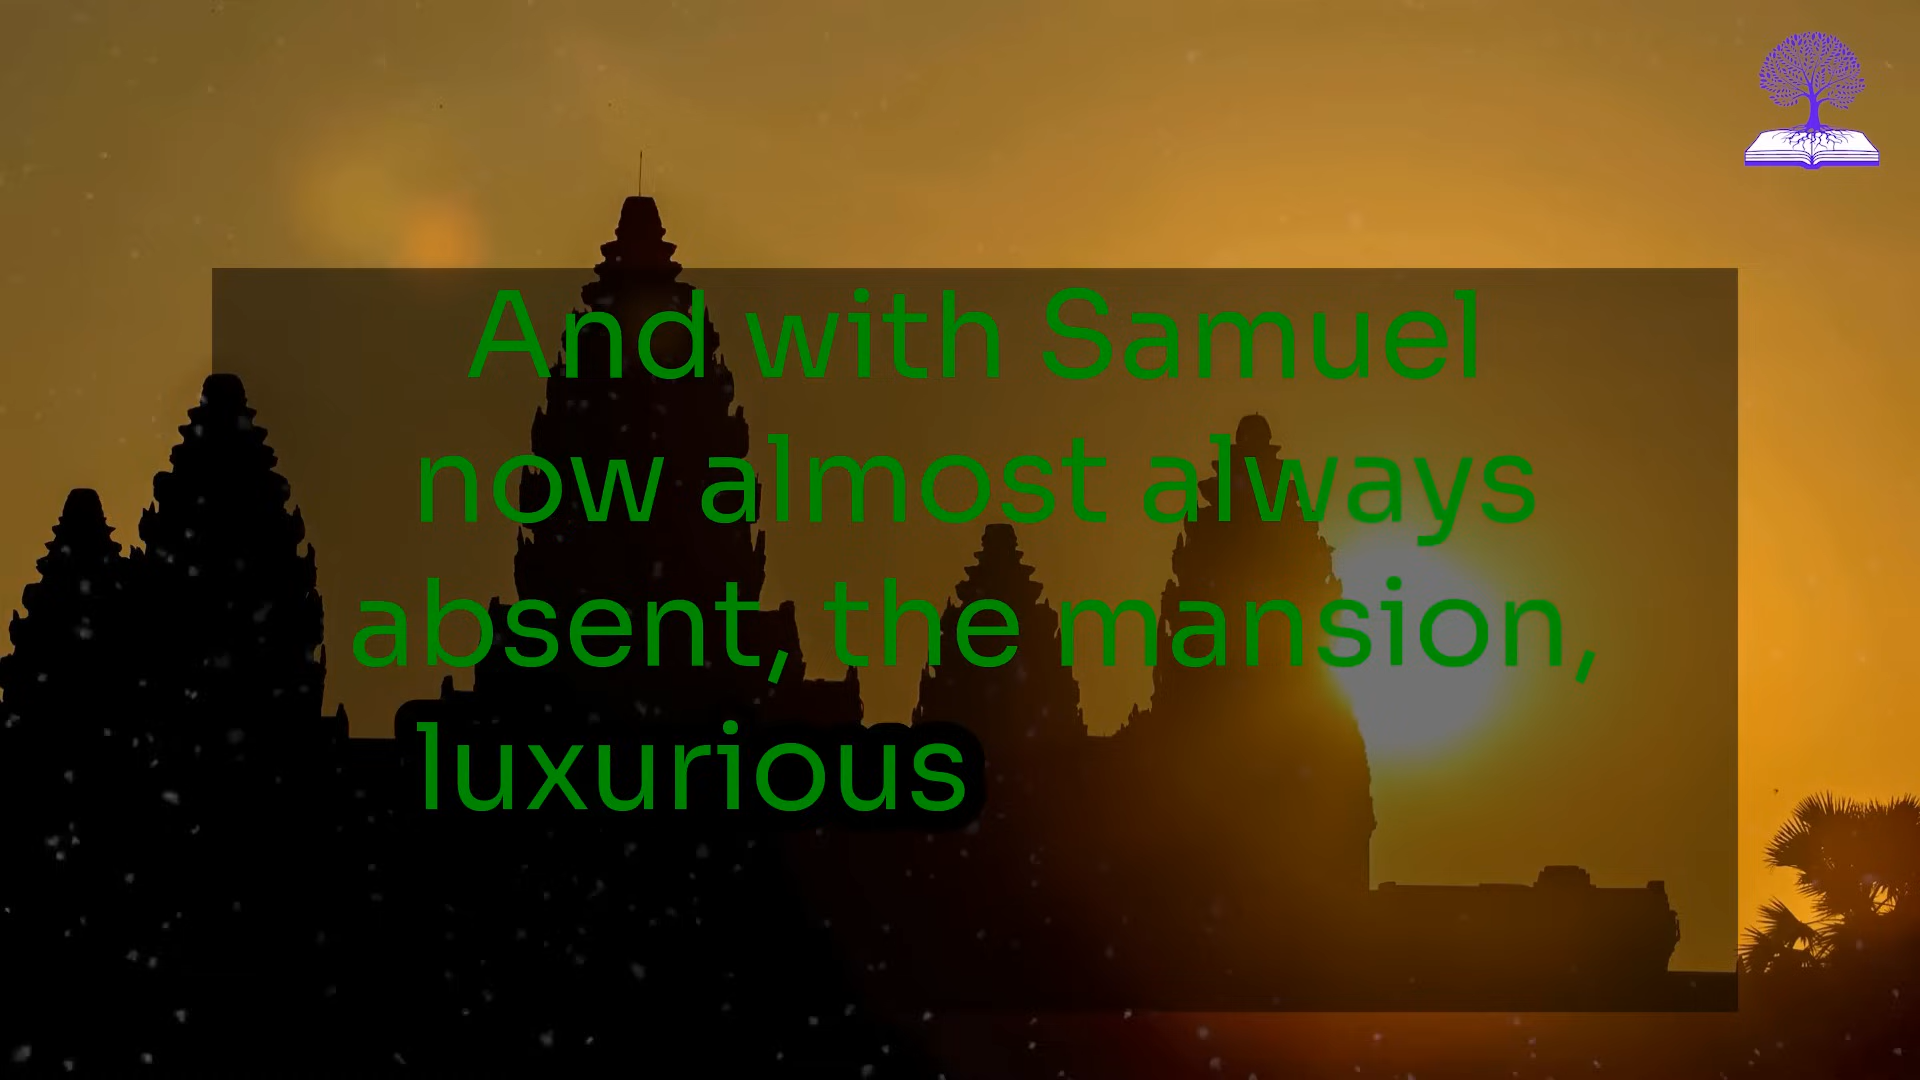 And with Samuel
now almost always
absent, the mansion,
luxurious